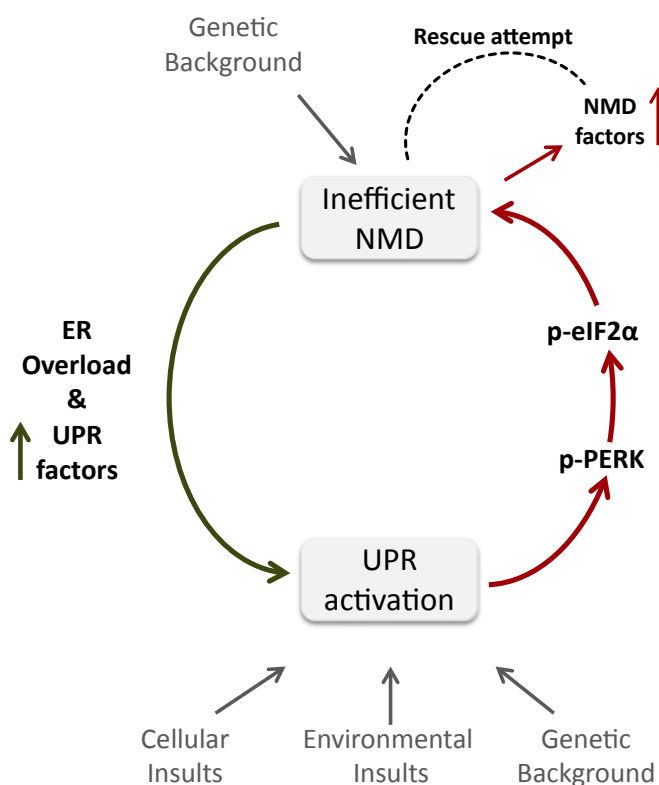 Genetic
Background
Rescue attempt
NMD
factors
Inefficient
NMD
ER
Overload
&
UPR
factors
p-eIF2α
p-PERK
UPR
activation
Cellular
Insults
Environmental
Insults
Genetic
Background